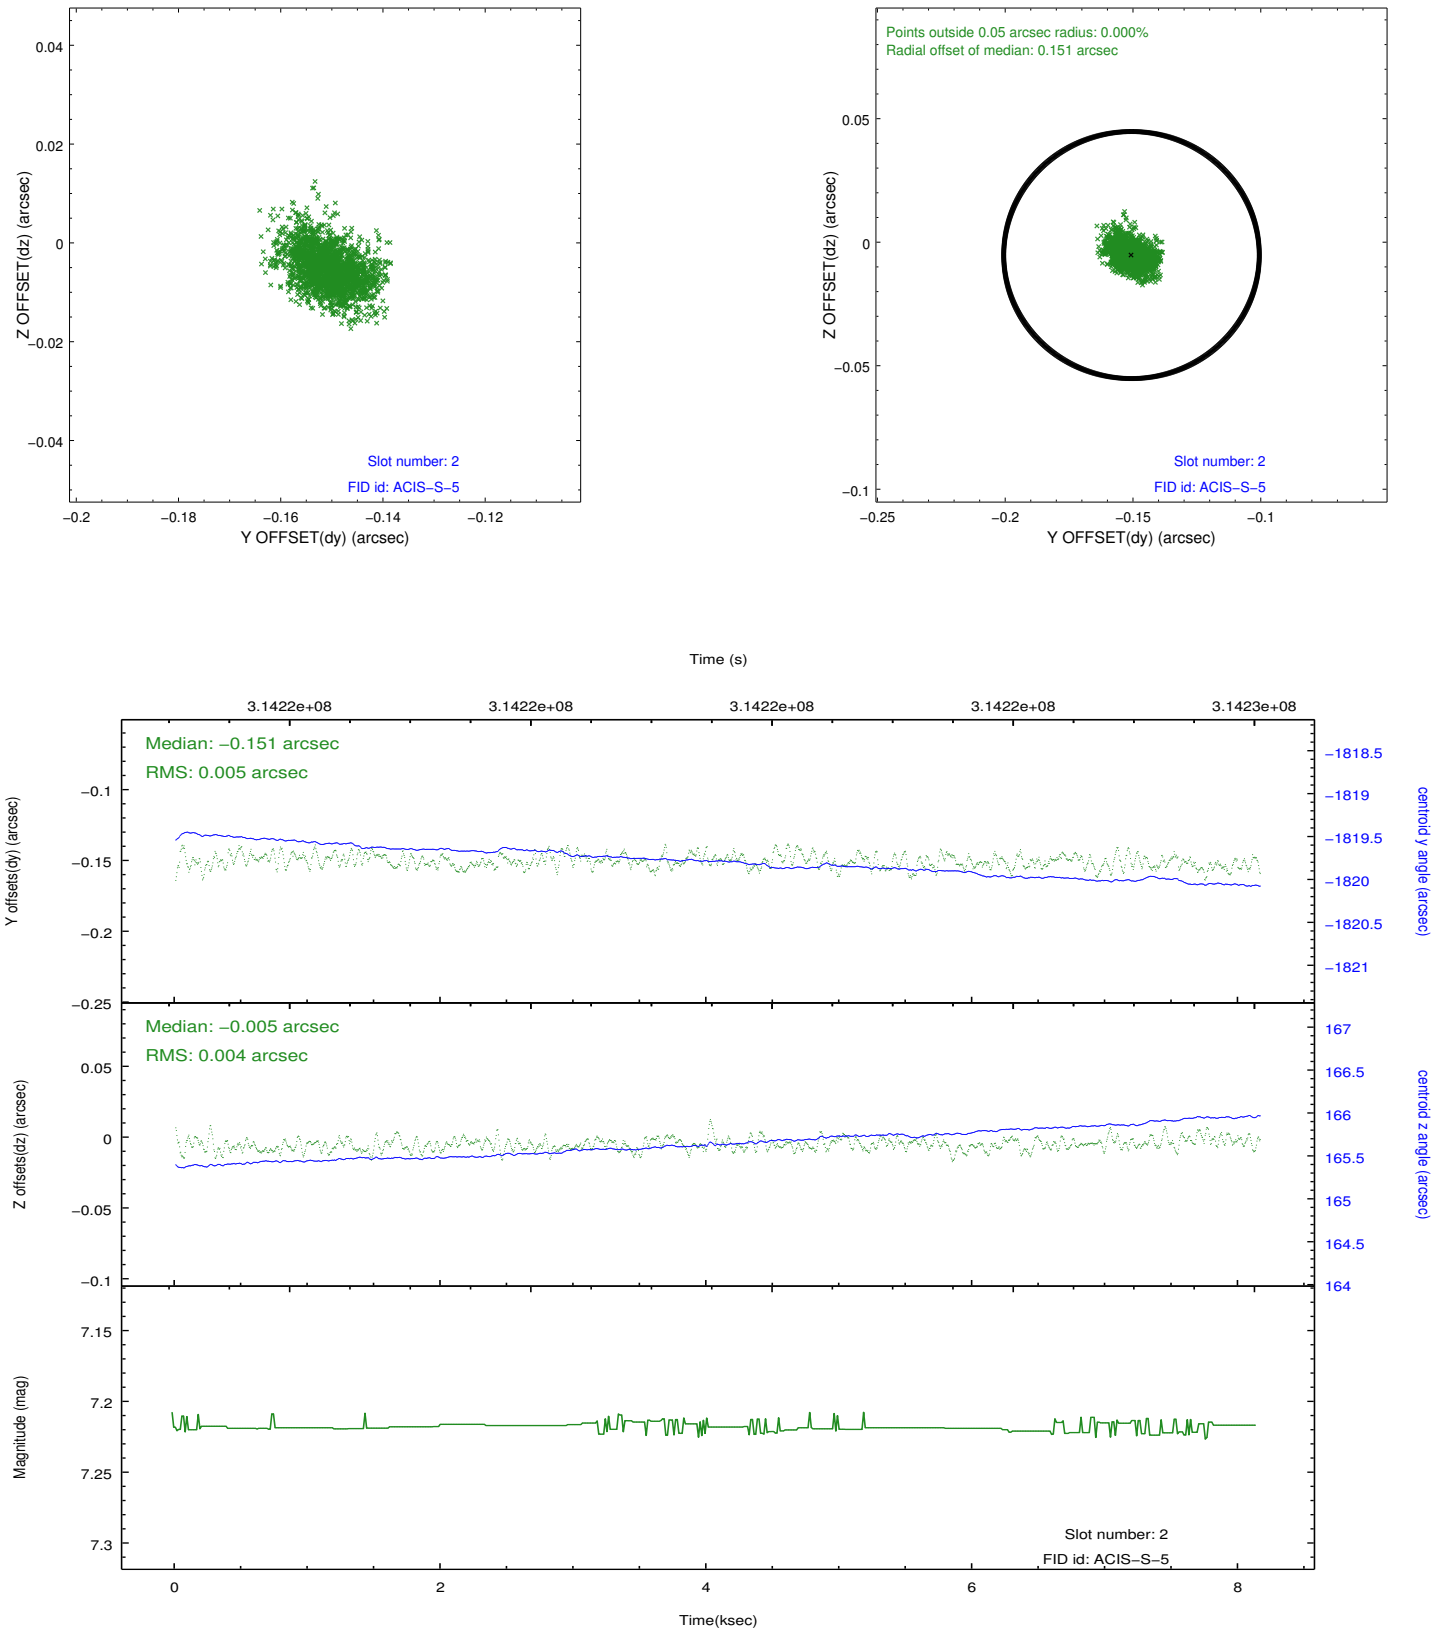 0.04
0.02
0
−0.02
−0.04
Z OFFSET(dz) (arcsec)
Slot number: 2
FID id: ACIS−S−5
−0.2
−0.18
−0.16
−0.14
−0.12
Y OFFSET(dy) (arcsec)
Points outside 0.05 arcsec radius: 0.000%
Radial offset of median: 0.151 arcsec
0.05
0
−0.05
−0.1
Z OFFSET(dz) (arcsec)
Slot number: 2
FID id: ACIS−S−5
−0.25
−0.2
−0.15
−0.1
Y OFFSET(dy) (arcsec)
Time (s)
3.1422e+08
3.1422e+08
3.1422e+08
3.1422e+08
3.1423e+08
Median: −0.151 arcsec
RMS: 0.005 arcsec
−0.1
−0.15
−0.2
−0.25
Y offsets(dy) (arcsec)
−1818.5
−1819
−1819.5
−1820
−1820.5
−1821
centroid y angle (arcsec)
Median: −0.005 arcsec
RMS: 0.004 arcsec
0.05
0
−0.05
−0.1
Z offsets(dz) (arcsec)
167
166.5
166
165.5
165
164.5
164
centroid z angle (arcsec)
7.15
7.2
7.25
7.3
Magnitude (mag)
Slot number: 2
FID id: ACIS−S−5
0
2
4
6
8
Time(ksec)